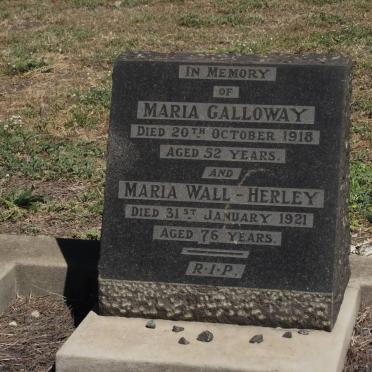 IN MEMORY
OF
MARIA GALLOWAY
DIED 20TH OCTOBER 1918
AGED 52 YEARS.
AND
MARIA WALL-HERLEY
DIED 31ST JANUARY 1921
AGED 76 YEARS.
R.I.P.